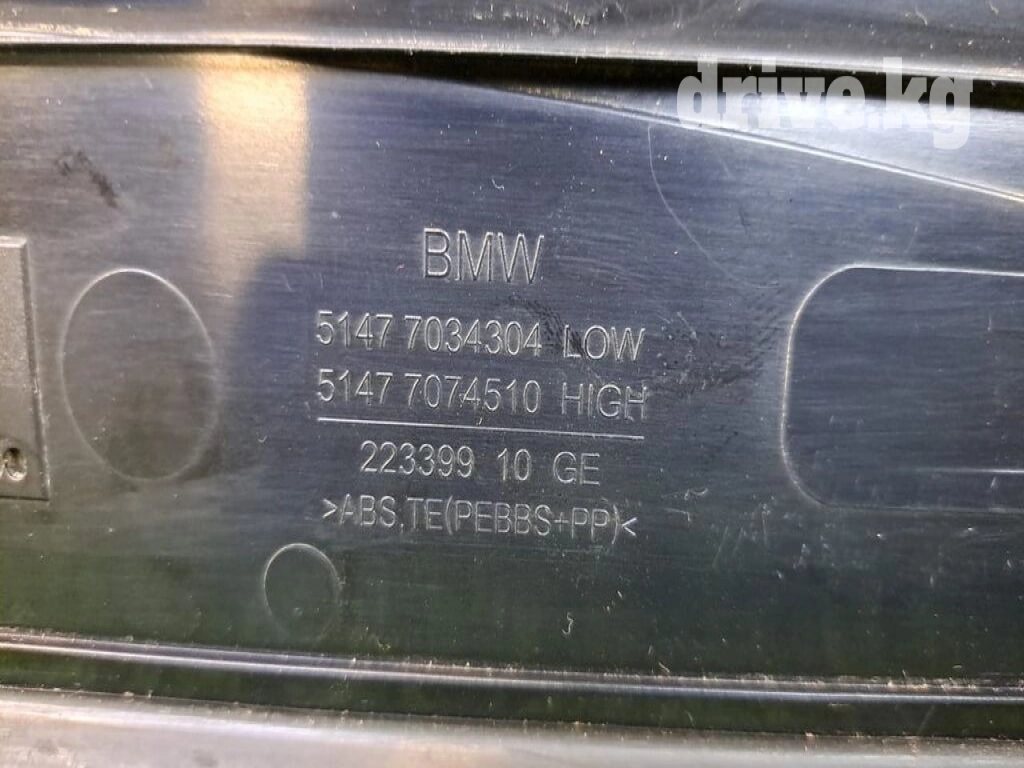 drive.kg
BMW
5147 7034304 LOW
5147 7074510 HIGH
223399 10 GE
>ABS,TE(PEBBS+PP)<